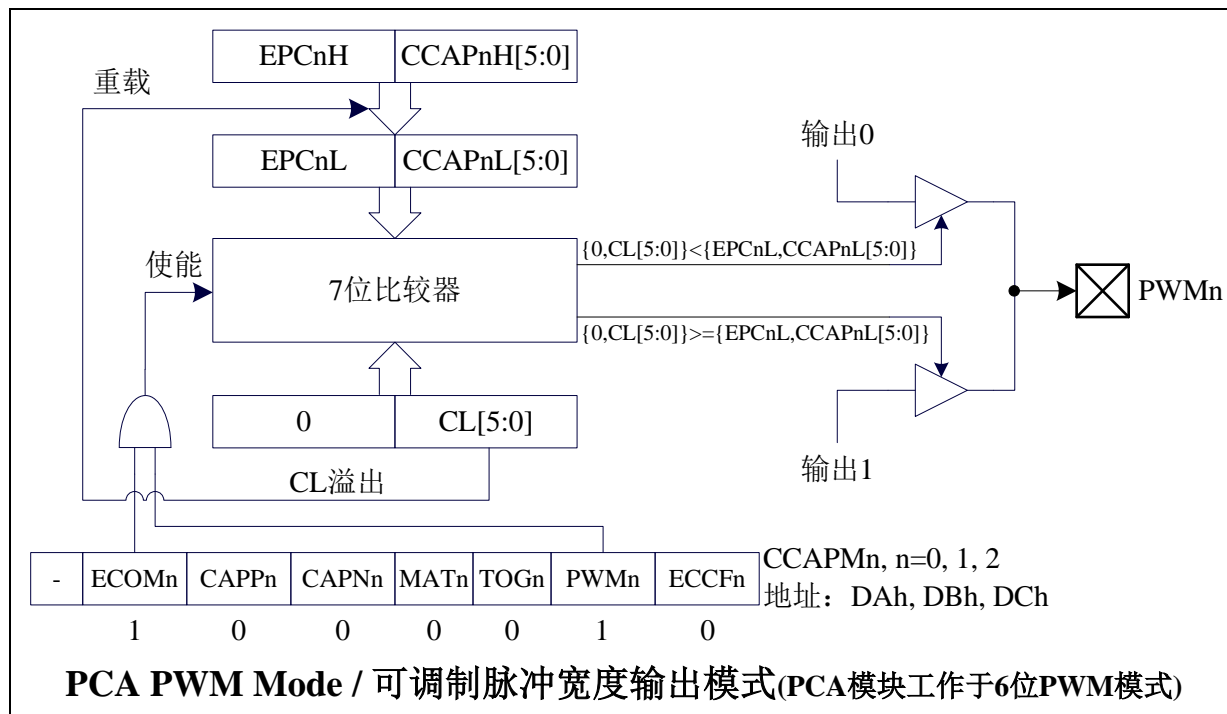 EPCnH CCAPnH[5:0]
重载
EPCnL CCAPnL[5:0]
输出0
使能
7位比较器
{0,CL[5:0]}<{EPCnL,CCAPnL[5:0]}
PWMn
{0,CL[5:0]}>={EPCnL,CCAPnL[5:0]}
0 CL[5:0]
输出1
CL溢出
- ECOMn CAPPn CAPNn MATn TOGn PWMn ECCFn
CCAPMn, n=0, 1, 2
地址：DAh, DBh, DCh
1 0 0 0 0 1 0
PCA PWM Mode / 可调制脉冲宽度输出模式(PCA模块工作于6位PWM模式)